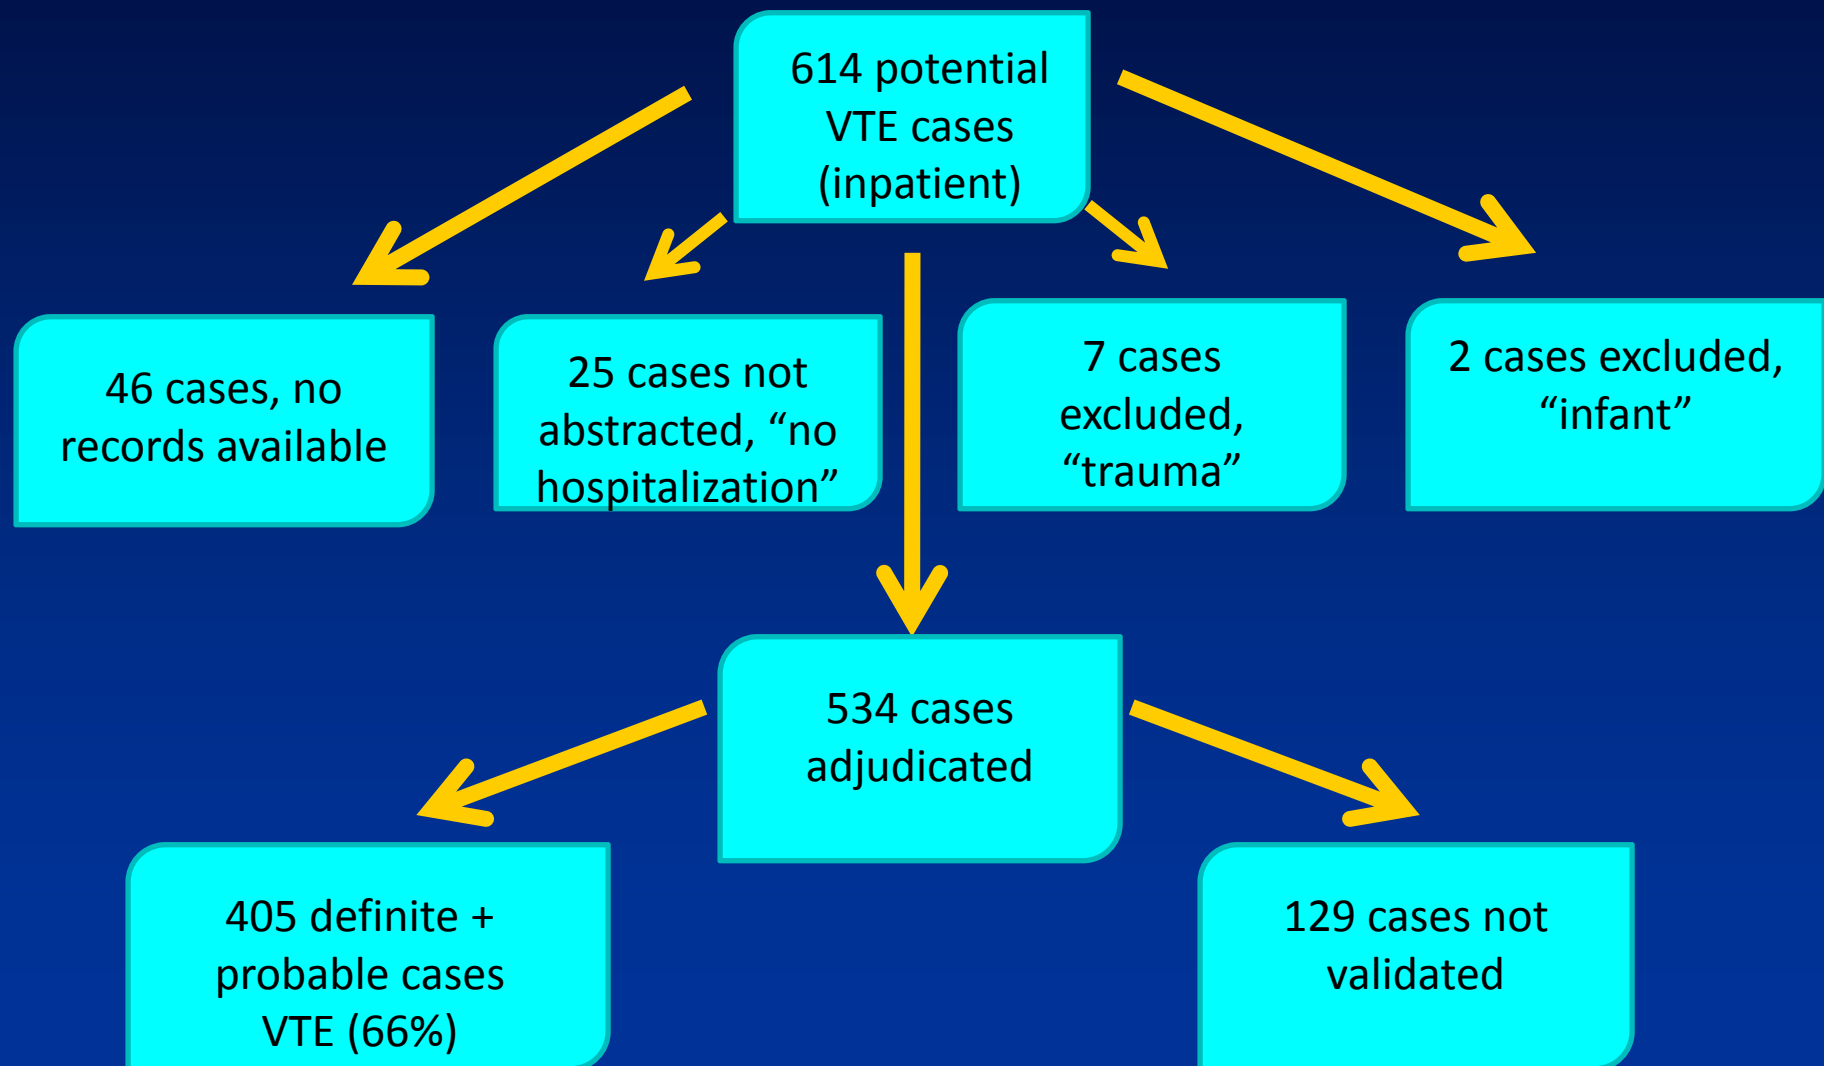 614 potential
VTE cases
(inpatient)
46 cases, no
records available
25 cases not
abstracted, “no
hospitalization”
7 cases
excluded,
“trauma”
2 cases excluded,
“infant”
534 cases
adjudicated
405 definite +
probable cases
VTE (66%)
129 cases not
validated